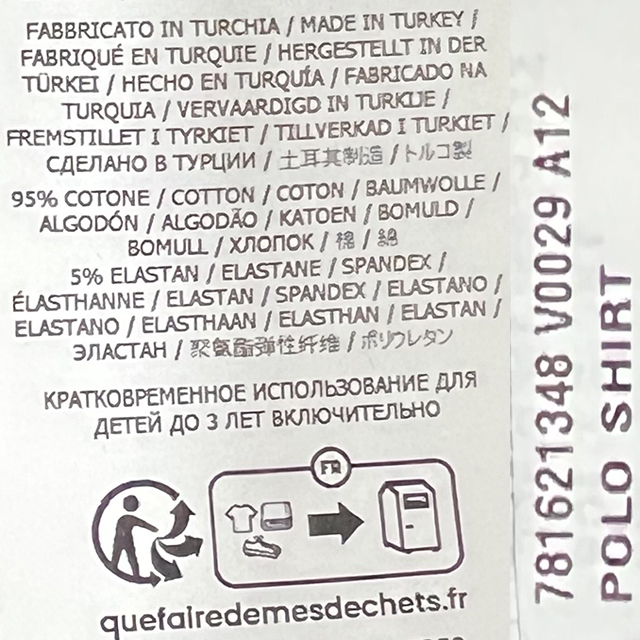 FABBRICATO IN TURCHIA / MADE IN TURKEY /
FABRIQUÉ EN TURQUIE / HERGESTELLT IN DER
TÜRKEI / HECHO EN TURQUÍA / FABRICADO NA
TURQUIA / VERVAARDIGD IN TURKIJE /
FREMSTILLET I TYRKIET / TILLVERKAD I TURKIET /
СДЕЛАНО В ТУРЦИИ / 土耳其制造 / トルコ製
95% COTONE / COTTON / COTON / BAUMWOLLE /
ALGODÓN / ALGODÃO / KATOEN / BOMULD /
BOMULL / ХЛОПОК / 棉 / 綿
5% ELASTAN / ELASTANE / SPANDEX /
ÉLASTHANNE / ELASTAN / SPANDEX / ELASTANO /
ELASTANO / ELASTHAAN / ELASTHAN / ELASTAN /
ЭЛАСТАН / 聚氨酯弹性纤维 / ポリウレタン
КРАТКОВРЕМЕННОЕ ИСПОЛЬЗОВАНИЕ ДЛЯ
ДЕТЕЙ ДО 3 ЛЕТ ВКЛЮЧИТЕЛЬНО
FR
quefairedemesdechets.fr
781621348 V0029 A12
POLO SHIRT